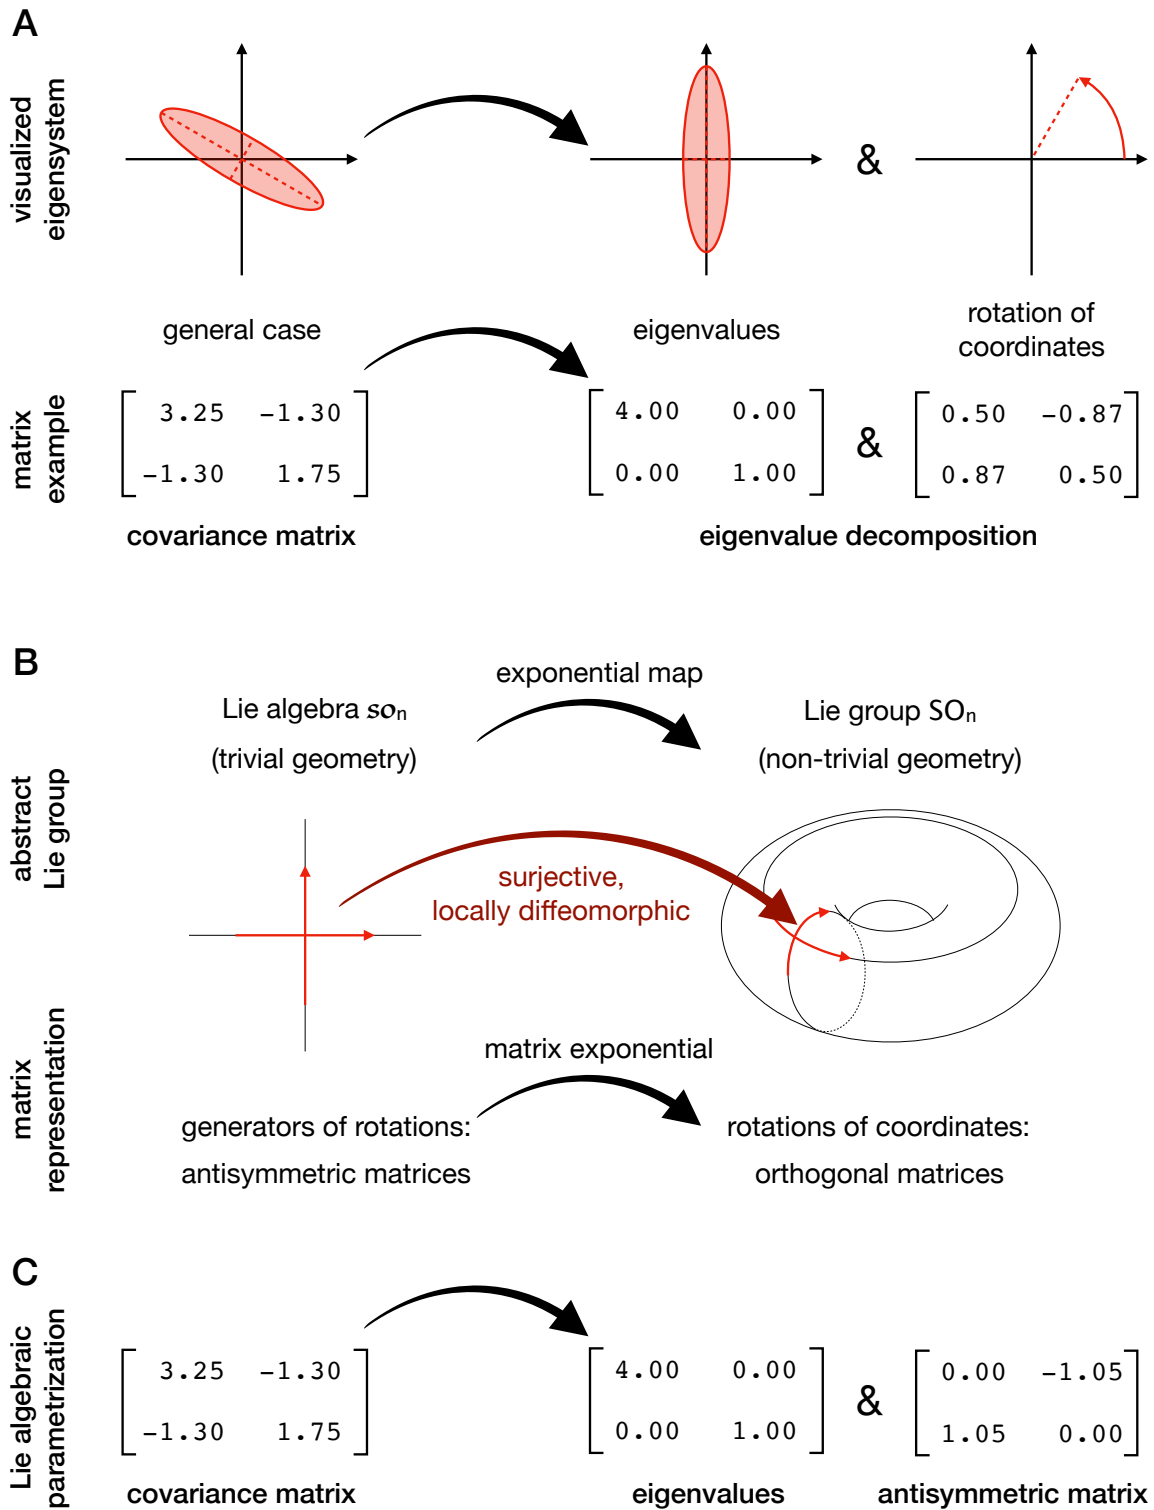 A
visualized
eigensystem
&
general case
eigenvalues
rotation of
coordinates
matrix
example
3.25 -1.30
-1.30 1.75
4.00 0.00
0.00 1.00
&
0.50 -0.87
0.87 0.50
covariance matrix
eigenvalue decomposition
B
abstract
Lie group
exponential map
Lie algebra 𝔰𝔬ₙ
(trivial geometry)
Lie group SOₙ
(non-trivial geometry)
surjective,
locally diffeomorphic
matrix
representation
matrix exponential
generators of rotations:
antisymmetric matrices
rotations of coordinates:
orthogonal matrices
C
Lie algebraic
parametrization
3.25 -1.30
-1.30 1.75
4.00 0.00
0.00 1.00
&
0.00 -1.05
1.05 0.00
covariance matrix
eigenvalues
antisymmetric matrix